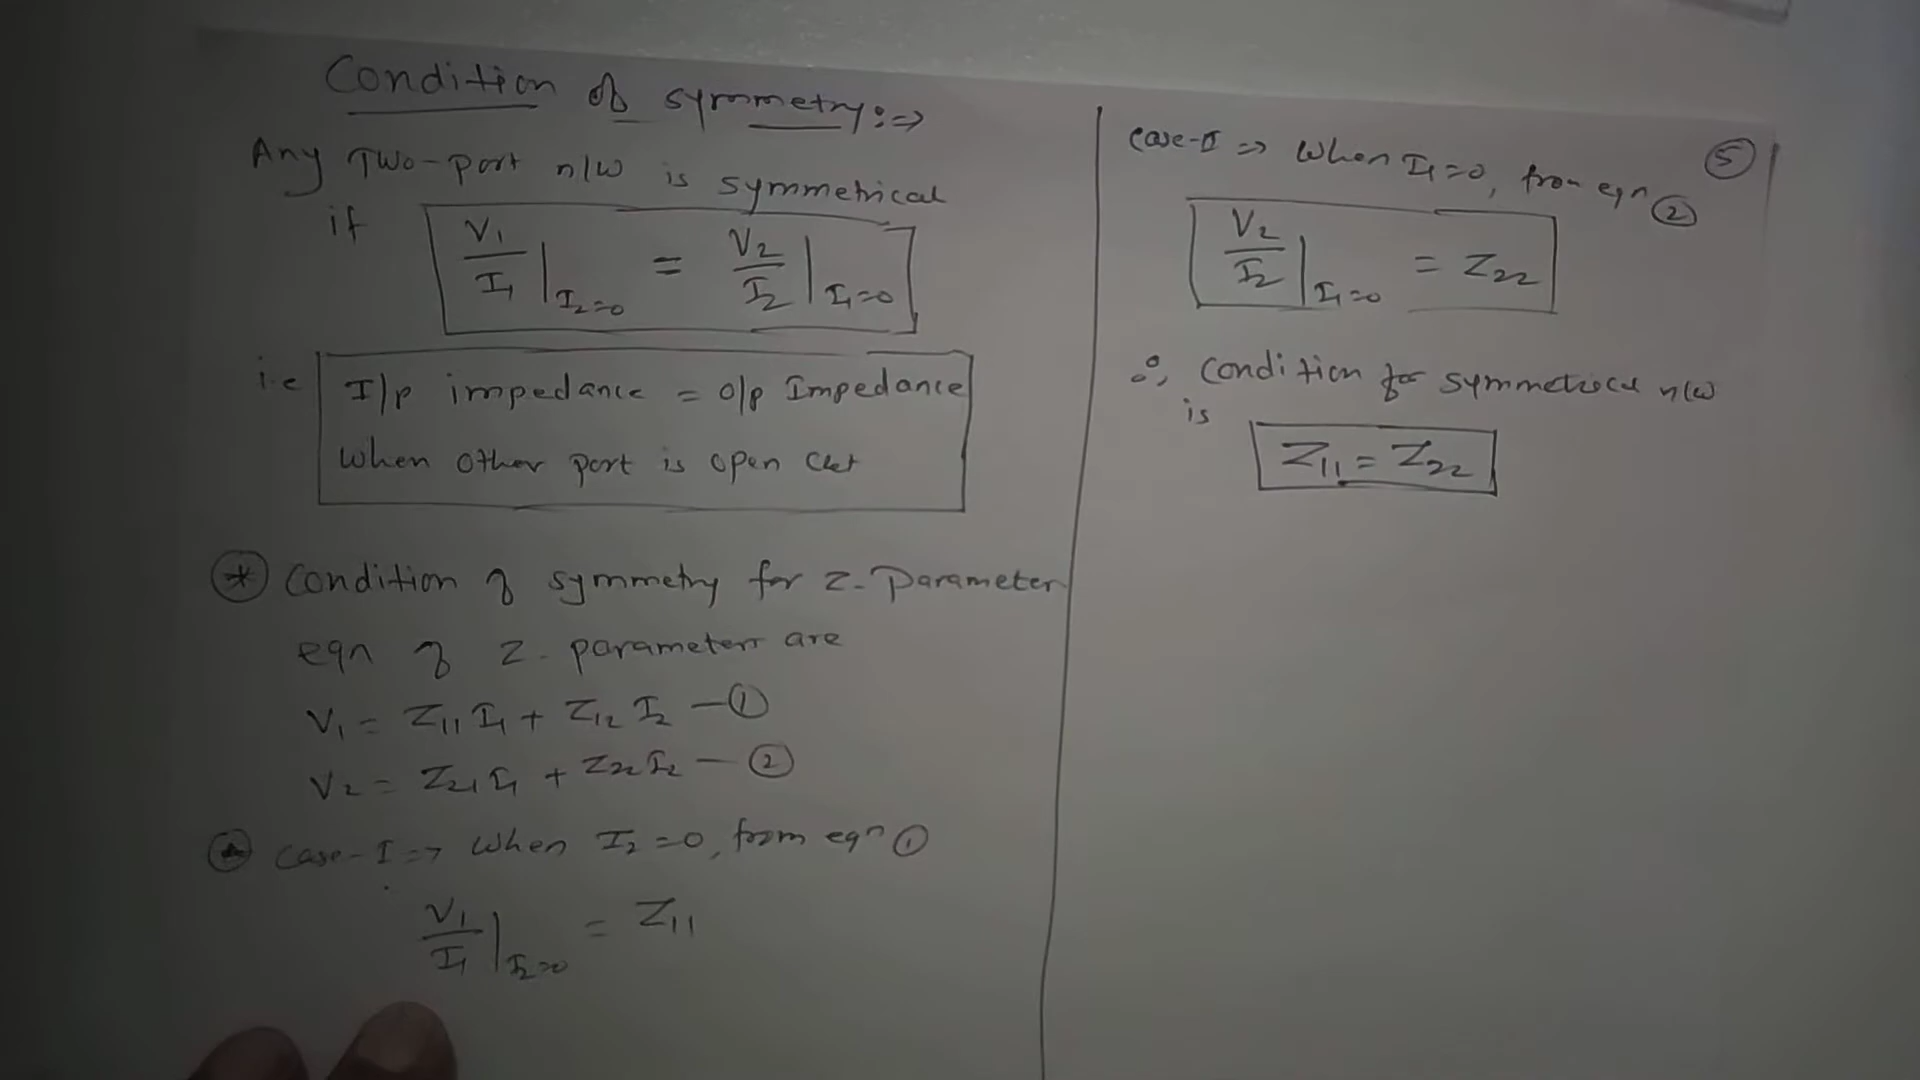 Condition of symmetry :⇒
Any Two-port n/w is symmetrical
if V1/I1 | I2=0 = V2/I2 | I1=0
i.e I/p impedance = o/p Impedance
when other port is open cket
* Condition of symmetry for Z-Parameter
eqn of Z-parameters are
V1 = Z11 I1 + Z12 I2 — ①
V2 = Z21 I1 + Z22 I2 — ②
Case-I ⇒ When I2 = 0, from eqn ①
V1/I1 | I2=0 = Z11
⑤
Case-II ⇒ When I1=0, from eqn ②
V2/I2 | I1=0 = Z22
∴, Condition for symmetrical n/w
is
Z11 = Z22